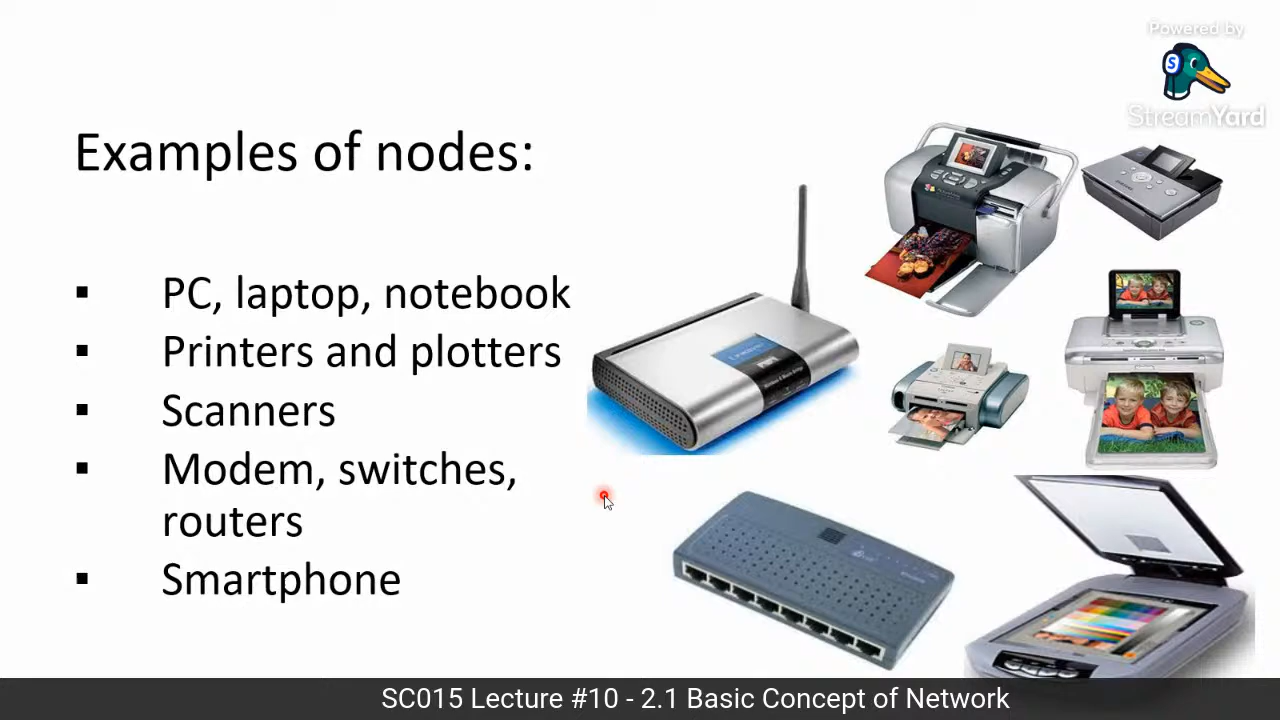 Powered by
StreamYard
Examples of nodes:
▪ PC, laptop, notebook
▪ Printers and plotters
▪ Scanners
▪ Modem, switches,
routers
▪ Smartphone
SC015 Lecture #10 - 2.1 Basic Concept of Network